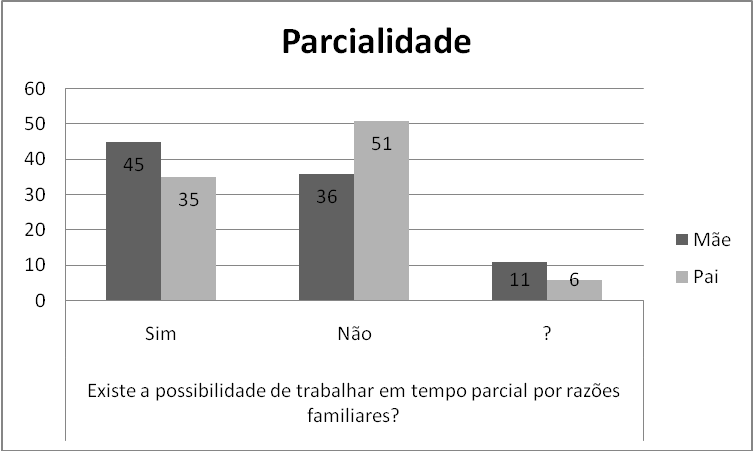 Parcialidade
60
50
40
30
20
10
0
45
35
36
51
11
6
Mãe
Pai
Sim
Não
?
Existe a possibilidade de trabalhar em tempo parcial por razões
familiares?